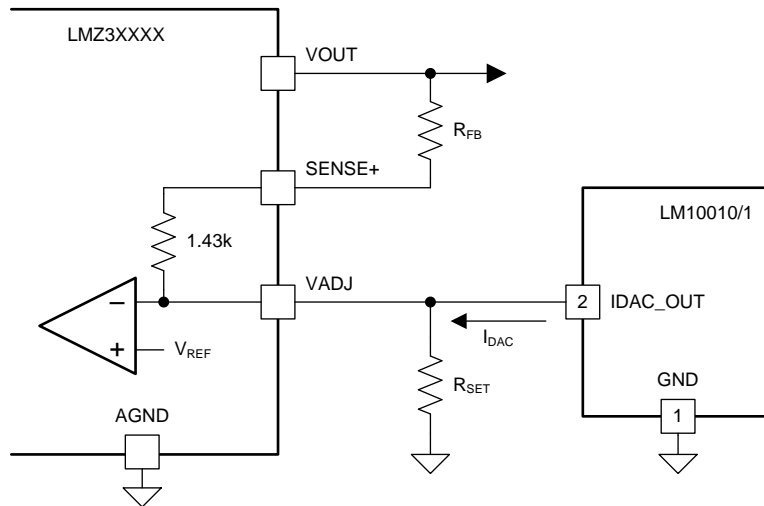 LMZ3XXXX
VOUT
RFB
SENSE+
LM10010/1
1.43k
VADJ
2
IDAC_OUT
IDAC
–
+
VREF
RSET
GND
1
AGND